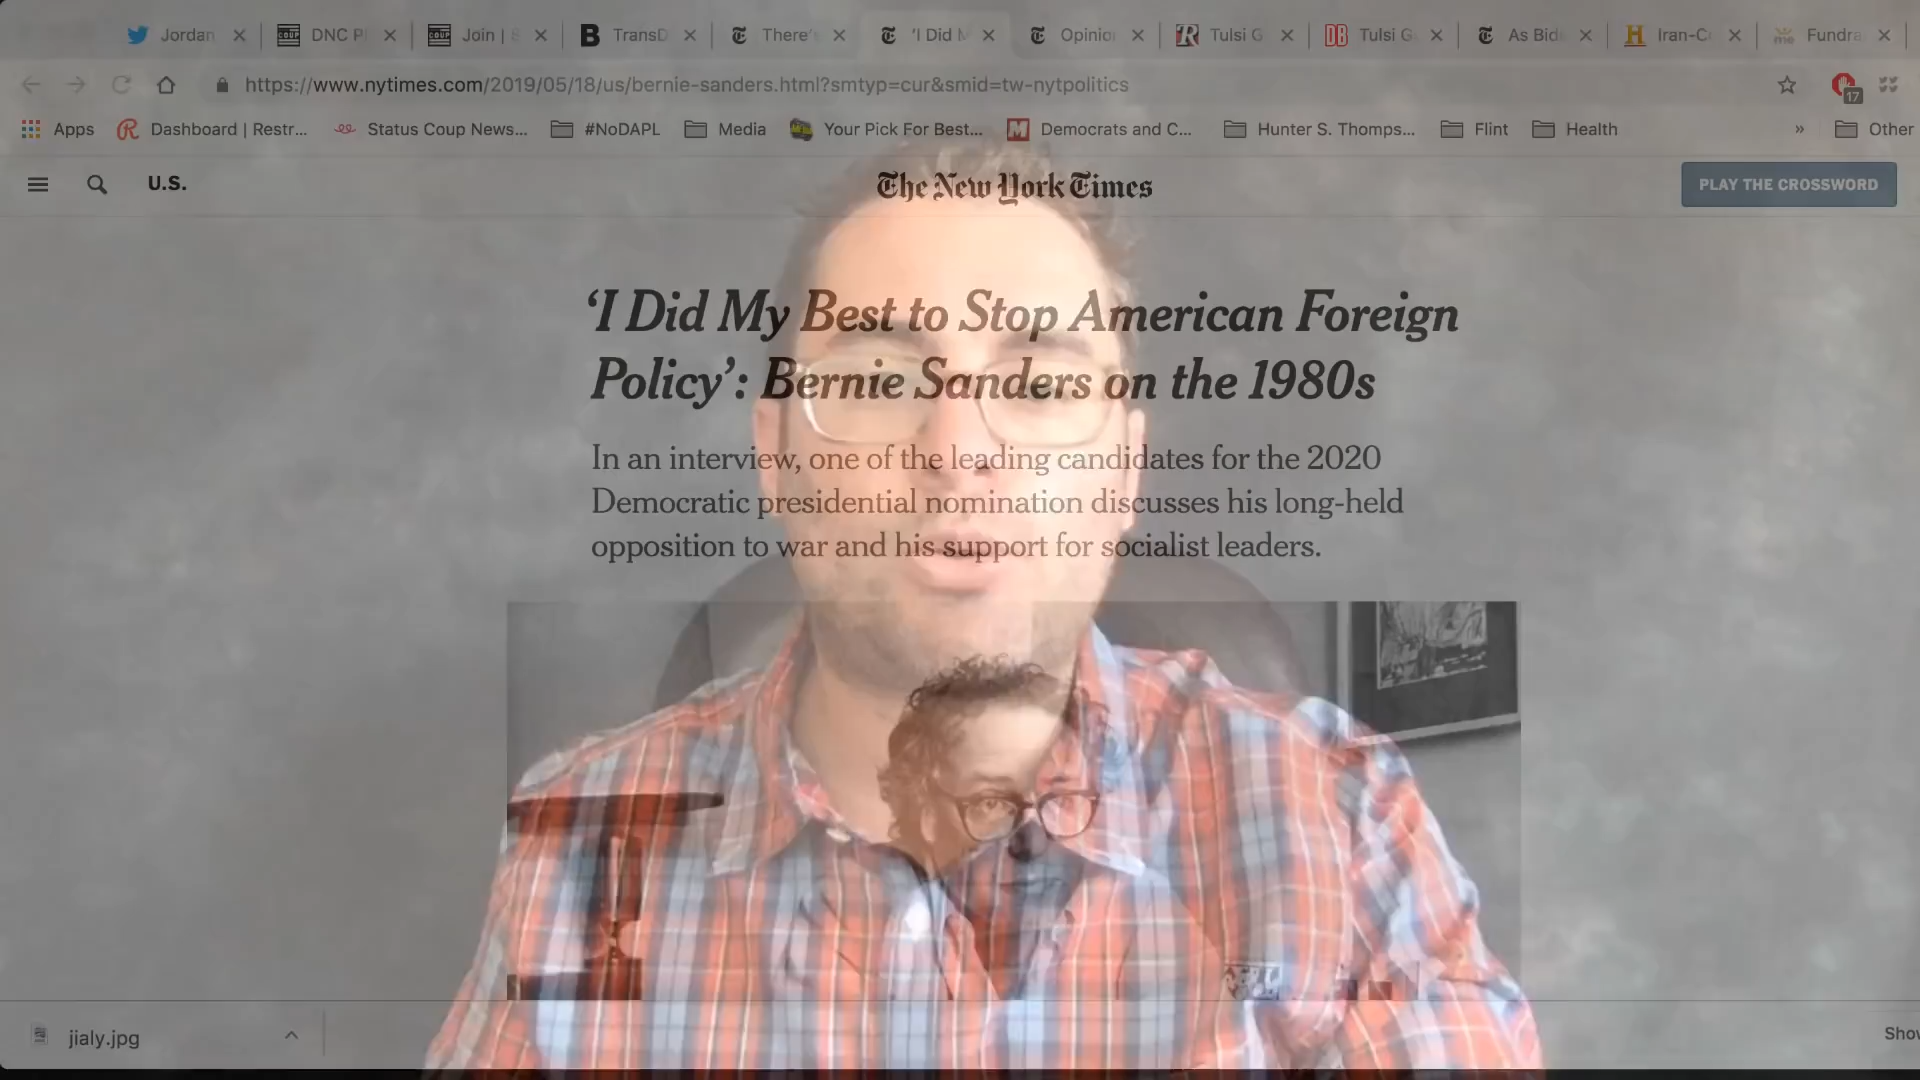 Jordan
DNC P
Join | S
TransD
There's
'I Did M
Opinio
Tulsi G
Tulsi G
As Bid
Iran-Co
Fundra
https://www.nytimes.com/2019/05/18/us/bernie-sanders.html?smtyp=cur&smid=tw-nytpolitics
17
Apps
Dashboard | Restr...
Status Coup News...
#NoDAPL
Media
Your Pick For Best...
Democrats and C...
Hunter S. Thomps...
Flint
Health
»
Other
U.S.
The New York Times
PLAY THE CROSSWORD
‘I Did My Best to Stop American Foreign
Policy’: Bernie Sanders on the 1980s
In an interview, one of the leading candidates for the 2020
Democratic presidential nomination discusses his long-held
opposition to war and his support for socialist leaders.
jialy.jpg
Show